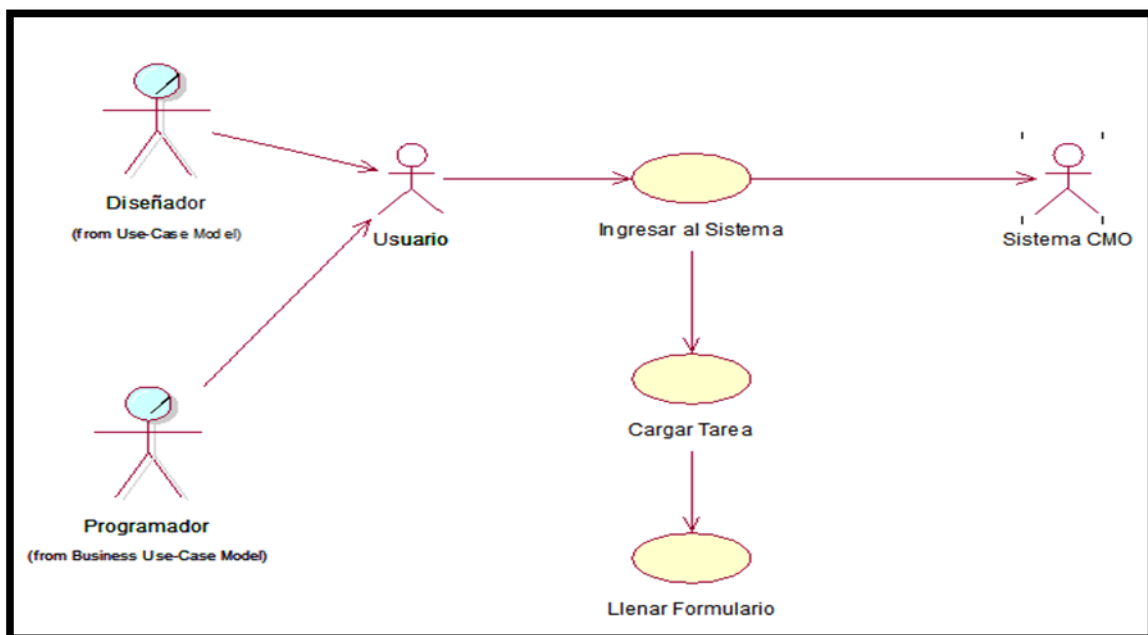 Diseñador
(from Use-Case Model)
Usuario
Ingresar al Sistema
Sistema CMO
Cargar Tarea
Programador
(from Business Use-Case Model)
Llenar Formulario